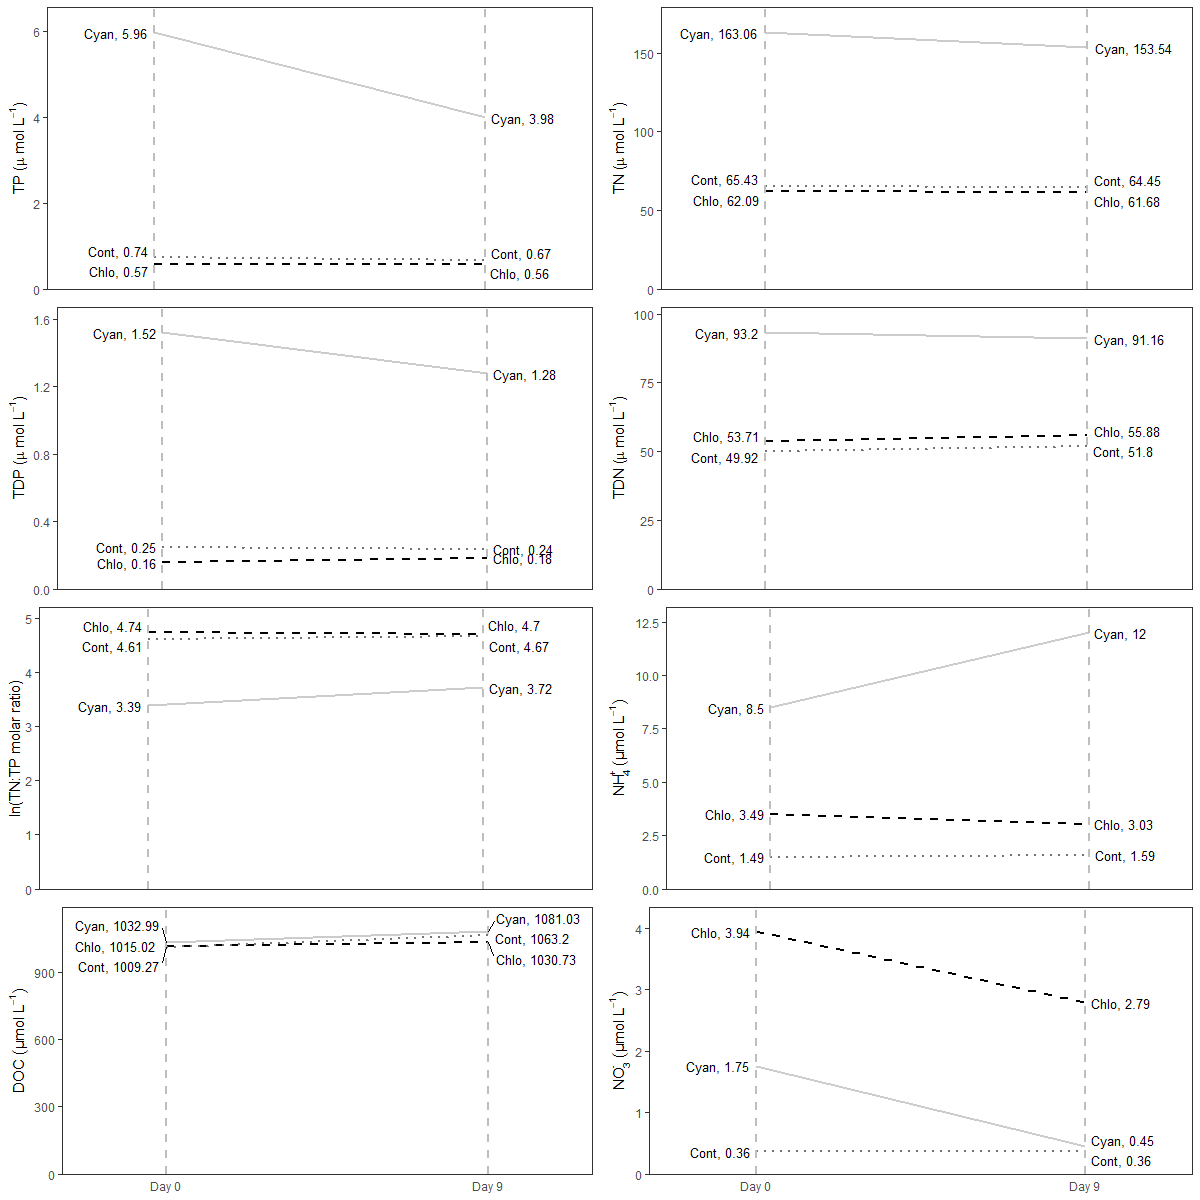 TP (μ mol L⁻¹)
6
4
2
0
Cyan, 5.96
Cyan, 3.98
Cont, 0.74
Chlo, 0.57
Cont, 0.67
Chlo, 0.56
TN (μ mol L⁻¹)
150
100
50
0
Cyan, 163.06
Cyan, 153.54
Cont, 65.43
Chlo, 62.09
Cont, 64.45
Chlo, 61.68
TDP (μ mol L⁻¹)
1.6
1.2
0.8
0.4
0.0
Cyan, 1.52
Cyan, 1.28
Cont, 0.25
Chlo, 0.16
Cont, 0.24
Chlo, 0.18
TDN (μ mol L⁻¹)
100
75
50
25
0
Cyan, 93.2
Cyan, 91.16
Chlo, 53.71
Cont, 49.92
Chlo, 55.88
Cont, 51.8
ln(TN:TP molar ratio)
5
4
3
2
1
0
Chlo, 4.74
Cont, 4.61
Chlo, 4.7
Cont, 4.67
Cyan, 3.39
Cyan, 3.72
NH₄⁺ (μmol L⁻¹)
12.5
10.0
7.5
5.0
2.5
0.0
Cyan, 8.5
Cyan, 12
Chlo, 3.49
Chlo, 3.03
Cont, 1.49
Cont, 1.59
DOC (μmol L⁻¹)
900
600
300
0
Cyan, 1032.99
Chlo, 1015.02
Cont, 1009.27
Cyan, 1081.03
Cont, 1063.2
Chlo, 1030.73
Day 0
Day 9
NO₃⁻ (μmol L⁻¹)
4
3
2
1
0
Chlo, 3.94
Chlo, 2.79
Cyan, 1.75
Cyan, 0.45
Cont, 0.36
Cont, 0.36
Day 0
Day 9